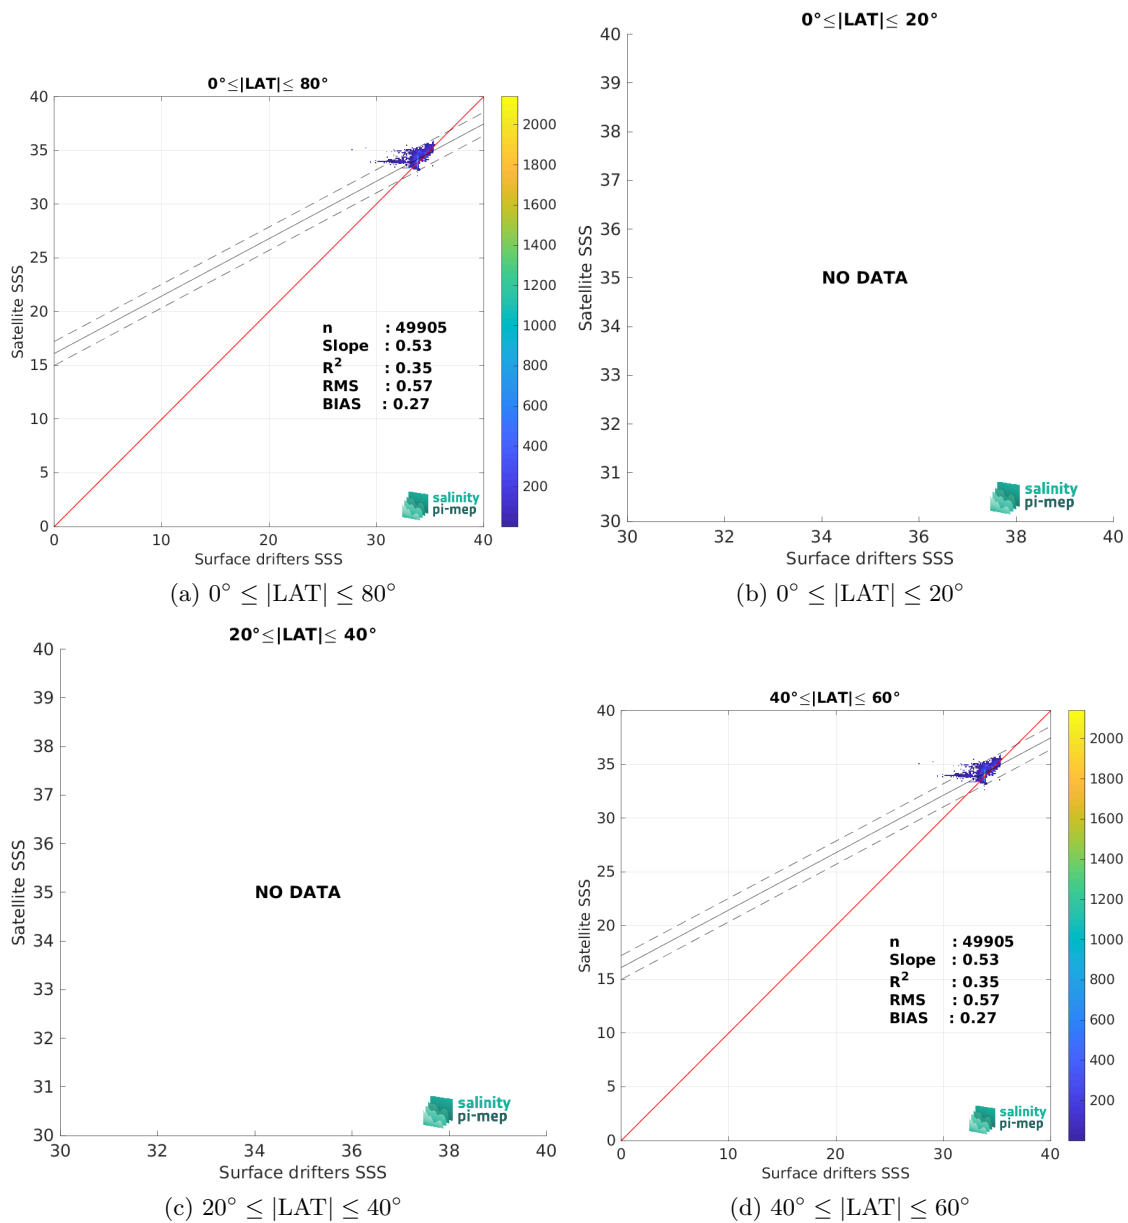 0°≤|LAT|≤ 80°
40
35
30
25
20
15
10
5
0
Satellite SSS
n : 49905
Slope : 0.53
R² : 0.35
RMS : 0.57
BIAS : 0.27
salinity
pi-mep
0 10 20 30 40
Surface drifters SSS
2000
1800
1600
1400
1200
1000
800
600
400
200
(a) 0° ≤ |LAT| ≤ 80°
0°≤|LAT|≤ 20°
40
39
38
37
36
35
34
33
32
31
30
Satellite SSS
NO DATA
salinity
pi-mep
30 32 34 36 38 40
Surface drifters SSS
(b) 0° ≤ |LAT| ≤ 20°
20°≤|LAT|≤ 40°
40
39
38
37
36
35
34
33
32
31
30
Satellite SSS
NO DATA
salinity
pi-mep
30 32 34 36 38 40
Surface drifters SSS
(c) 20° ≤ |LAT| ≤ 40°
40°≤|LAT|≤ 60°
40
35
30
25
20
15
10
5
0
Satellite SSS
n : 49905
Slope : 0.53
R² : 0.35
RMS : 0.57
BIAS : 0.27
salinity
pi-mep
0 10 20 30 40
Surface drifters SSS
2000
1800
1600
1400
1200
1000
800
600
400
200
(d) 40° ≤ |LAT| ≤ 60°